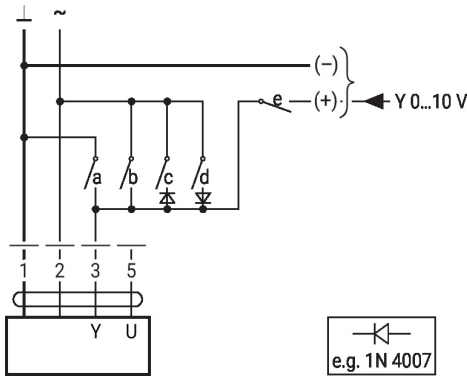 ⊥ ~
(–)
e (+) Y 0...10 V
a b c d
1 2 3 5
Y U
e.g. 1N 4007